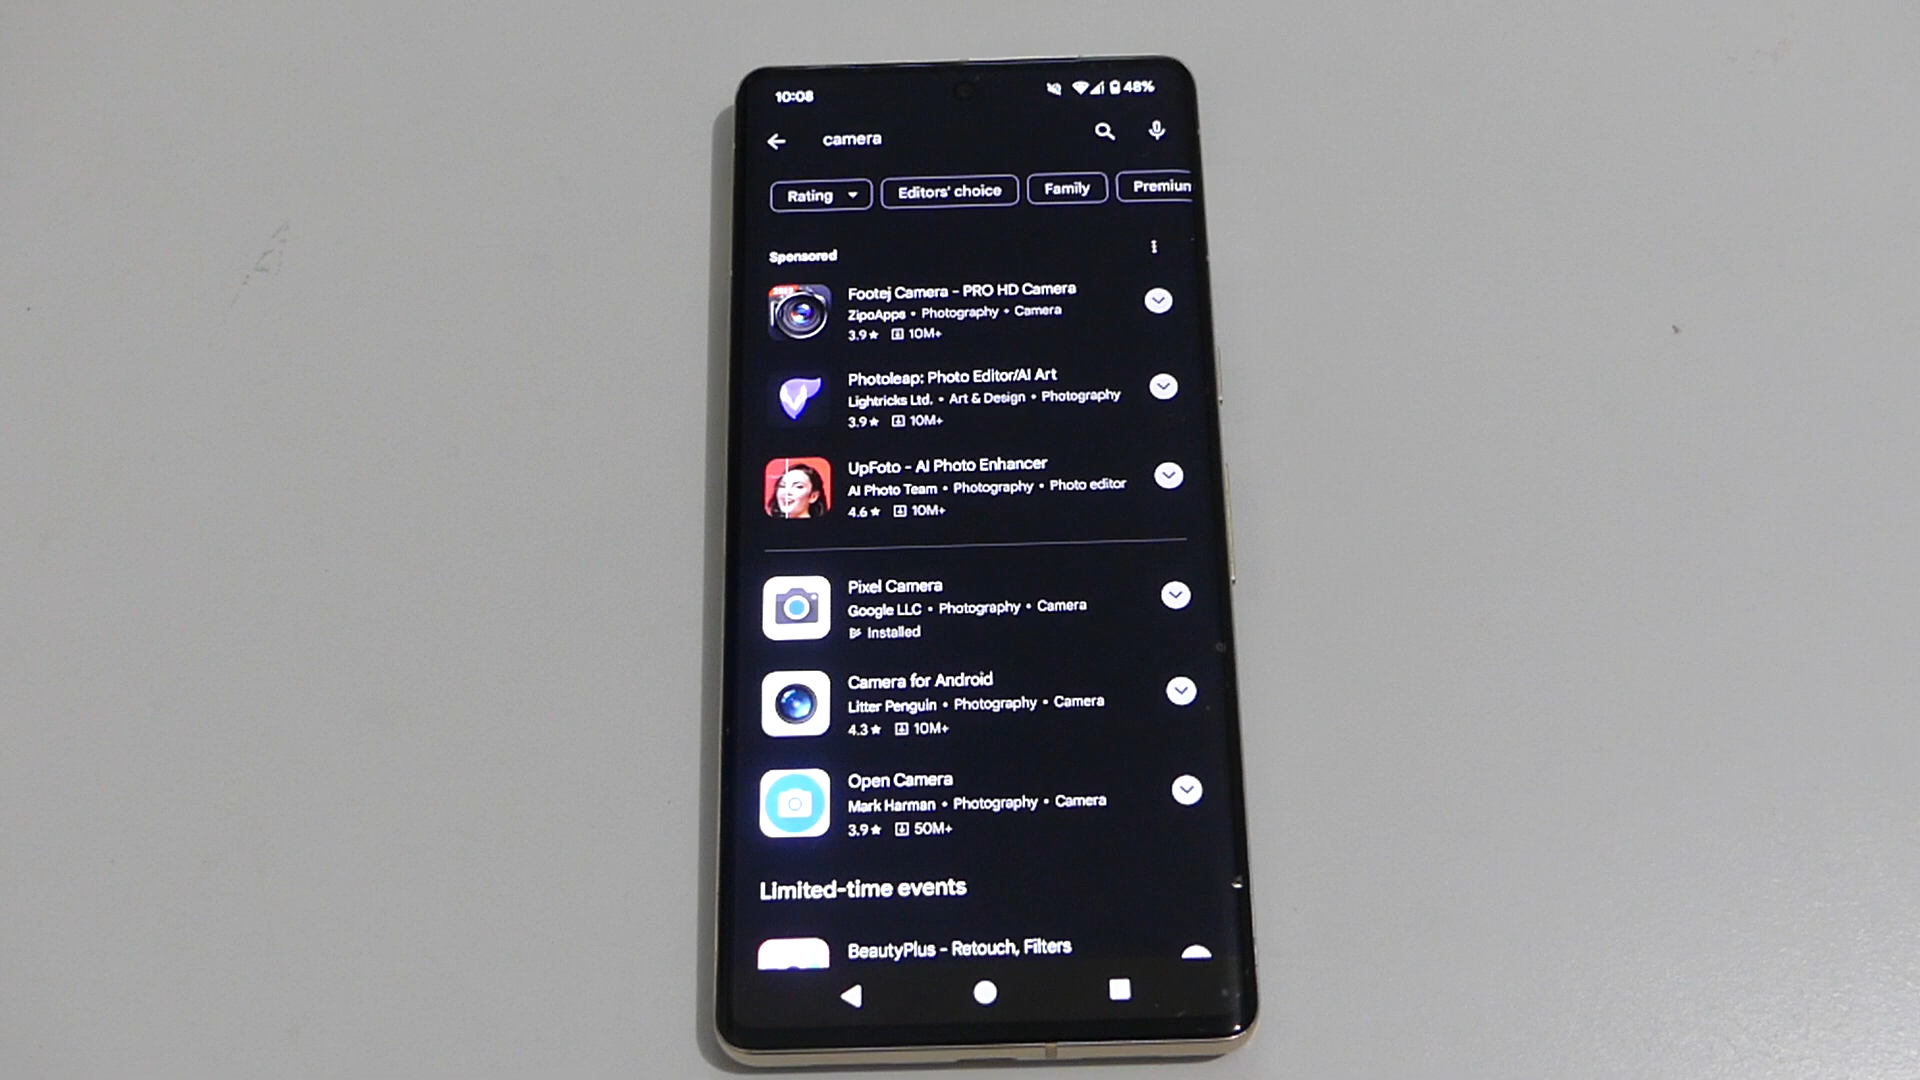 10:08 48%
camera
Rating Editors' choice Family Premium
Sponsored
Footej Camera - PRO HD Camera
ZipoApps • Photography • Camera
3.9★ 10M+
Photoleap: Photo Editor/AI Art
Lightricks Ltd. • Art & Design • Photography
3.9★ 10M+
UpFoto - AI Photo Enhancer
AI Photo Team • Photography • Photo editor
4.6★ 10M+
Pixel Camera
Google LLC • Photography • Camera
Installed
Camera for Android
Litter Penguin • Photography • Camera
4.3★ 10M+
Open Camera
Mark Harman • Photography • Camera
3.9★ 50M+
Limited-time events
BeautyPlus - Retouch, Filters